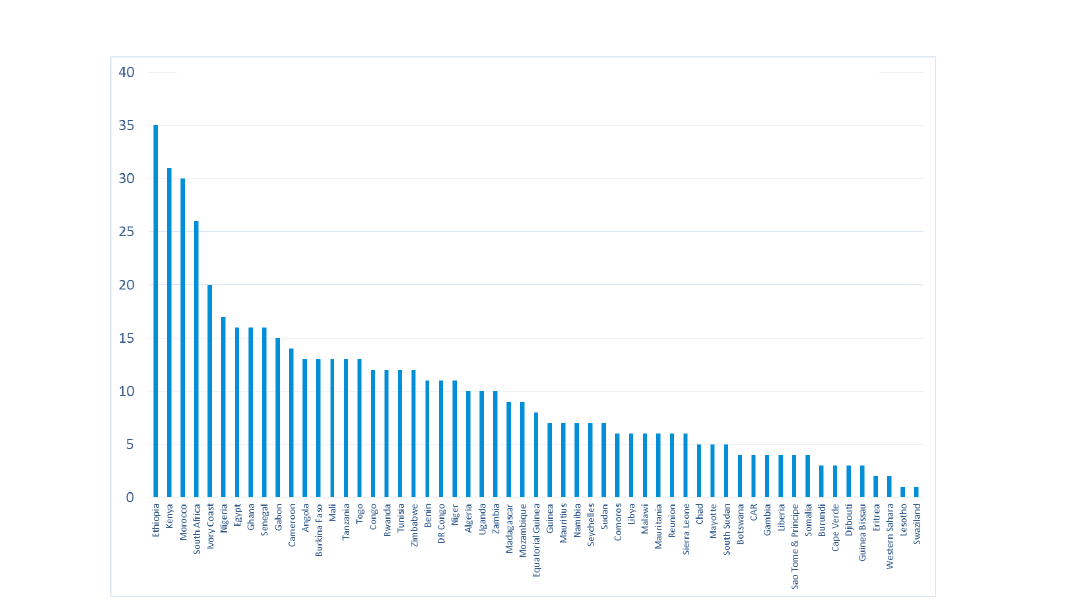 40
35
30
25
20
15
10
5
0
Ethiopia
Kenya
Morocco
South Africa
Ivory Coast
Nigeria
Egypt
Ghana
Senegal
Gabon
Cameroon
Angola
Burkina Faso
Mali
Tanzania
Togo
Congo
Rwanda
Tunisia
Zimbabwe
Benin
DR Congo
Niger
Algeria
Uganda
Zambia
Madagascar
Mozambique
Equatorial Guinea
Guinea
Mauritius
Namibia
Seychelles
Sudan
Comoros
Libya
Malawi
Mauritania
Reunion
Sierra Leone
Chad
Mayotte
South Sudan
Botswana
CAR
Gambia
Liberia
Sao Tome & Principe
Somalia
Burundi
Cape Verde
Djibouti
Guinea Bissau
Eritrea
Western Sahara
Lesotho
Swaziland